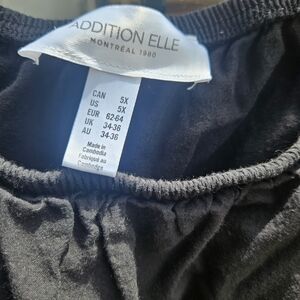 ADDITION ELLE
MONTRÉAL 1980
CAN 5X
US 5X
EUR 62-64
UK 34-36
AU 34-36
Made in
Cambodia
Fabriqué au
Cambodge